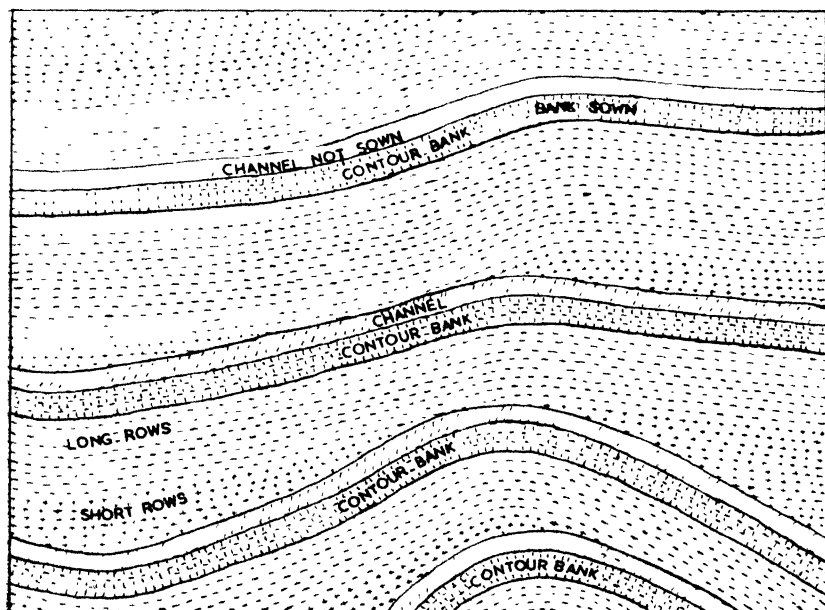 BANK SOWN
CHANNEL NOT SOWN
CONTOUR BANK
CHANNEL
CONTOUR BANK
LONG ROWS
CONTOUR BANK
SHORT ROWS
CONTOUR BANK